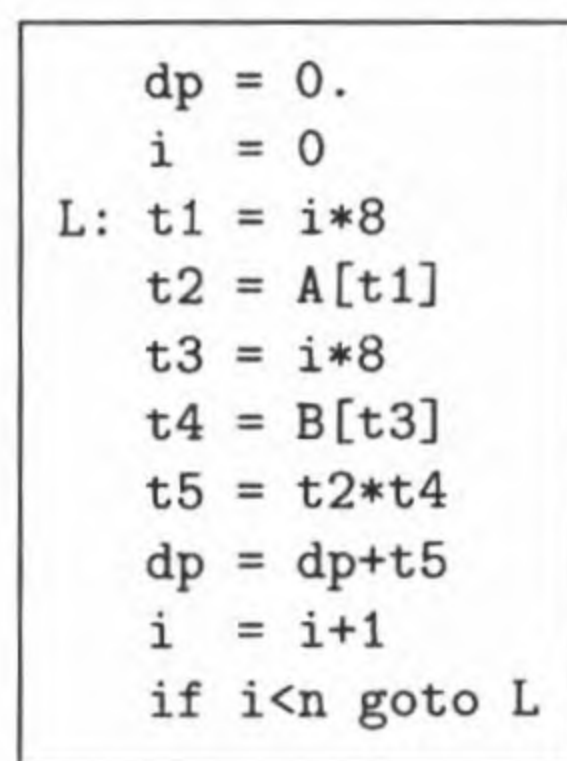 dp = 0.
i = 0
L: t1 = i*8
t2 = A[t1]
t3 = i*8
t4 = B[t3]
t5 = t2*t4
dp = dp+t5
i = i+1
if i<n goto L